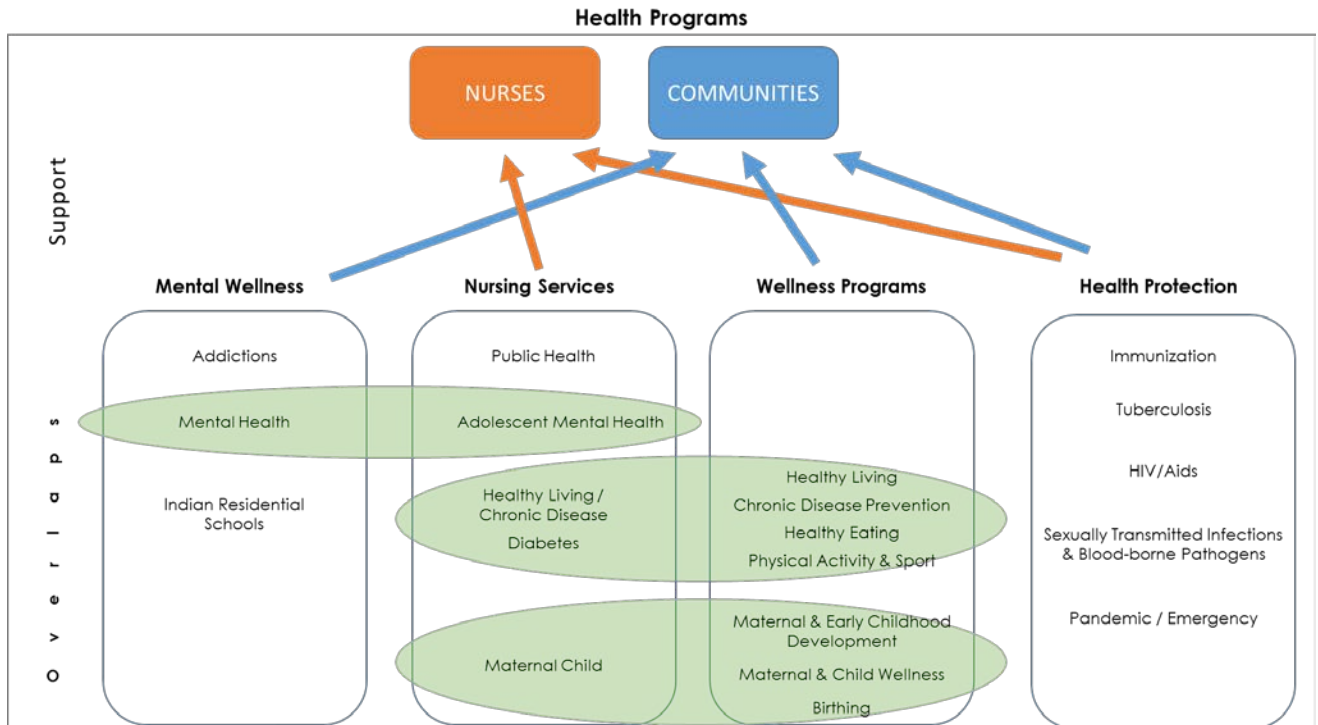 Health Programs
NURSES
COMMUNITIES
Support
Mental Wellness
Nursing Services
Wellness Programs
Health Protection
Overlaps
Addictions
Mental Health
Indian Residential
Schools
Public Health
Adolescent Mental Health
Healthy Living /
Chronic Disease
Diabetes
Maternal Child
Healthy Living
Chronic Disease Prevention
Healthy Eating
Physical Activity & Sport
Maternal & Early Childhood
Development
Maternal & Child Wellness
Birthing
Immunization
Tuberculosis
HIV/Aids
Sexually Transmitted Infections
& Blood-borne Pathogens
Pandemic / Emergency